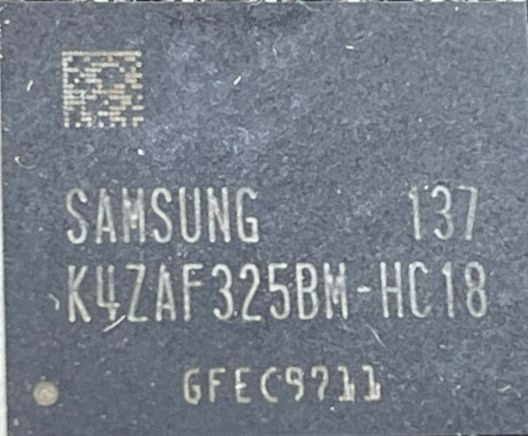 SAMSUNG 137
K4ZAF325BM-HC18
GFEC9711